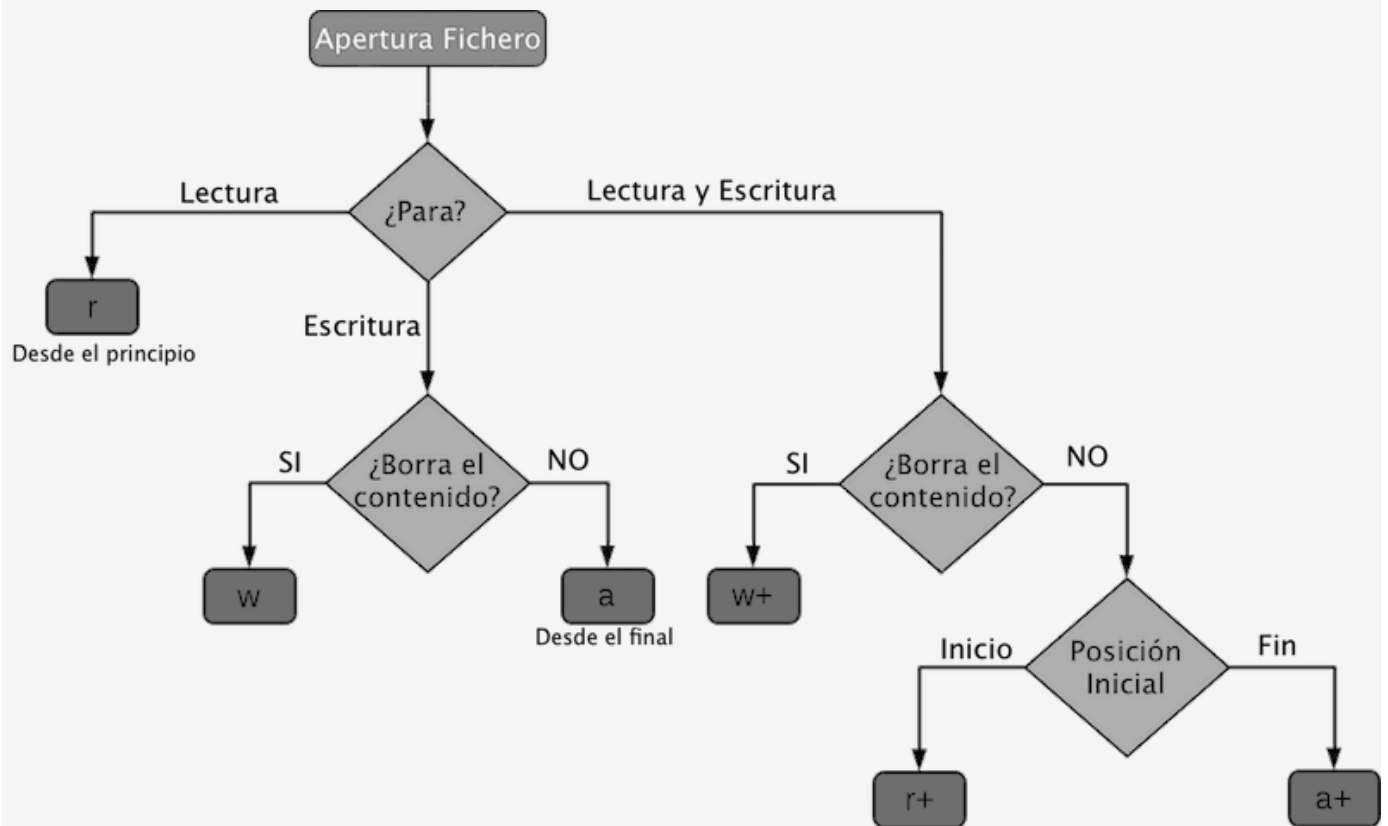 Apertura Fichero
Lectura
¿Para?
Lectura y Escritura
r
Desde el principio
Escritura
SI
¿Borra el
contenido?
NO
SI
¿Borra el
contenido?
NO
w
a
Desde el final
w+
Inicio
Posición
Inicial
Fin
r+
a+